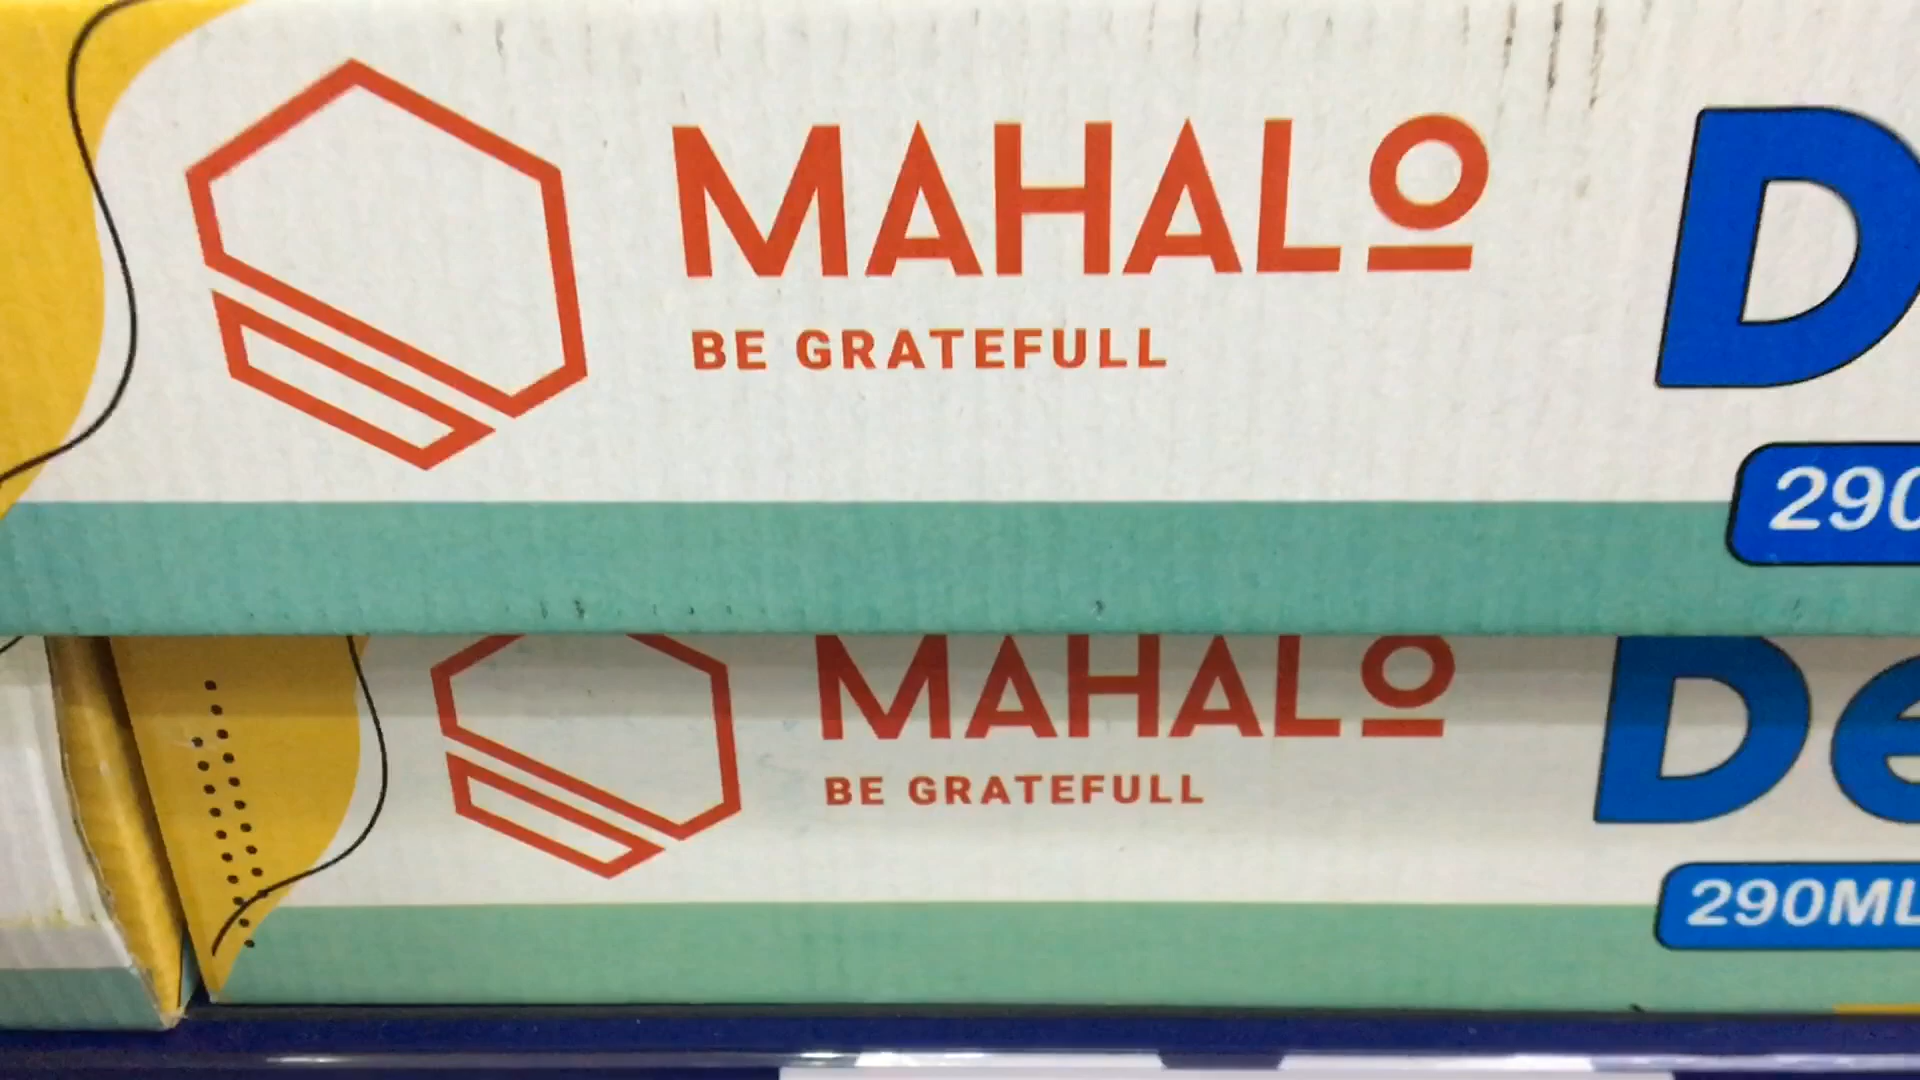 MAHALO
BE GRATEFULL
D
290
MAHALO
BE GRATEFULL
De
290ML